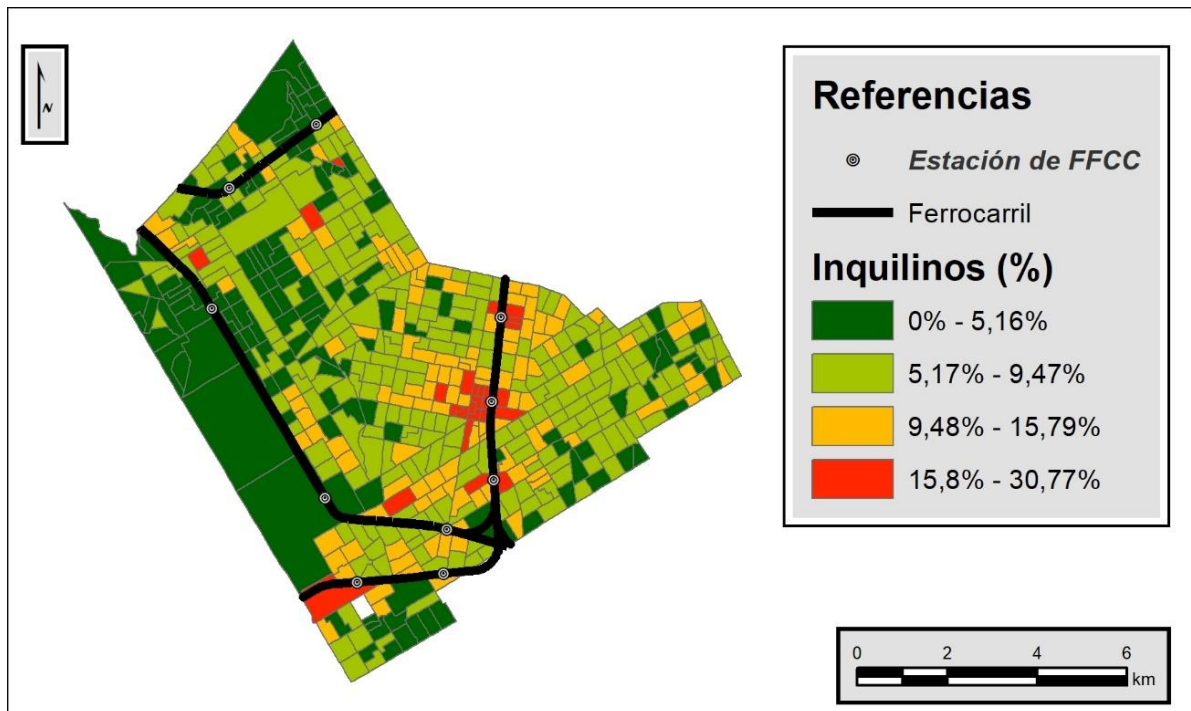 N
Referencias
Estación de FFCC
Ferrocarril
Inquilinos (%)
0% - 5,16%
5,17% - 9,47%
9,48% - 15,79%
15,8% - 30,77%
0 2 4 6
km